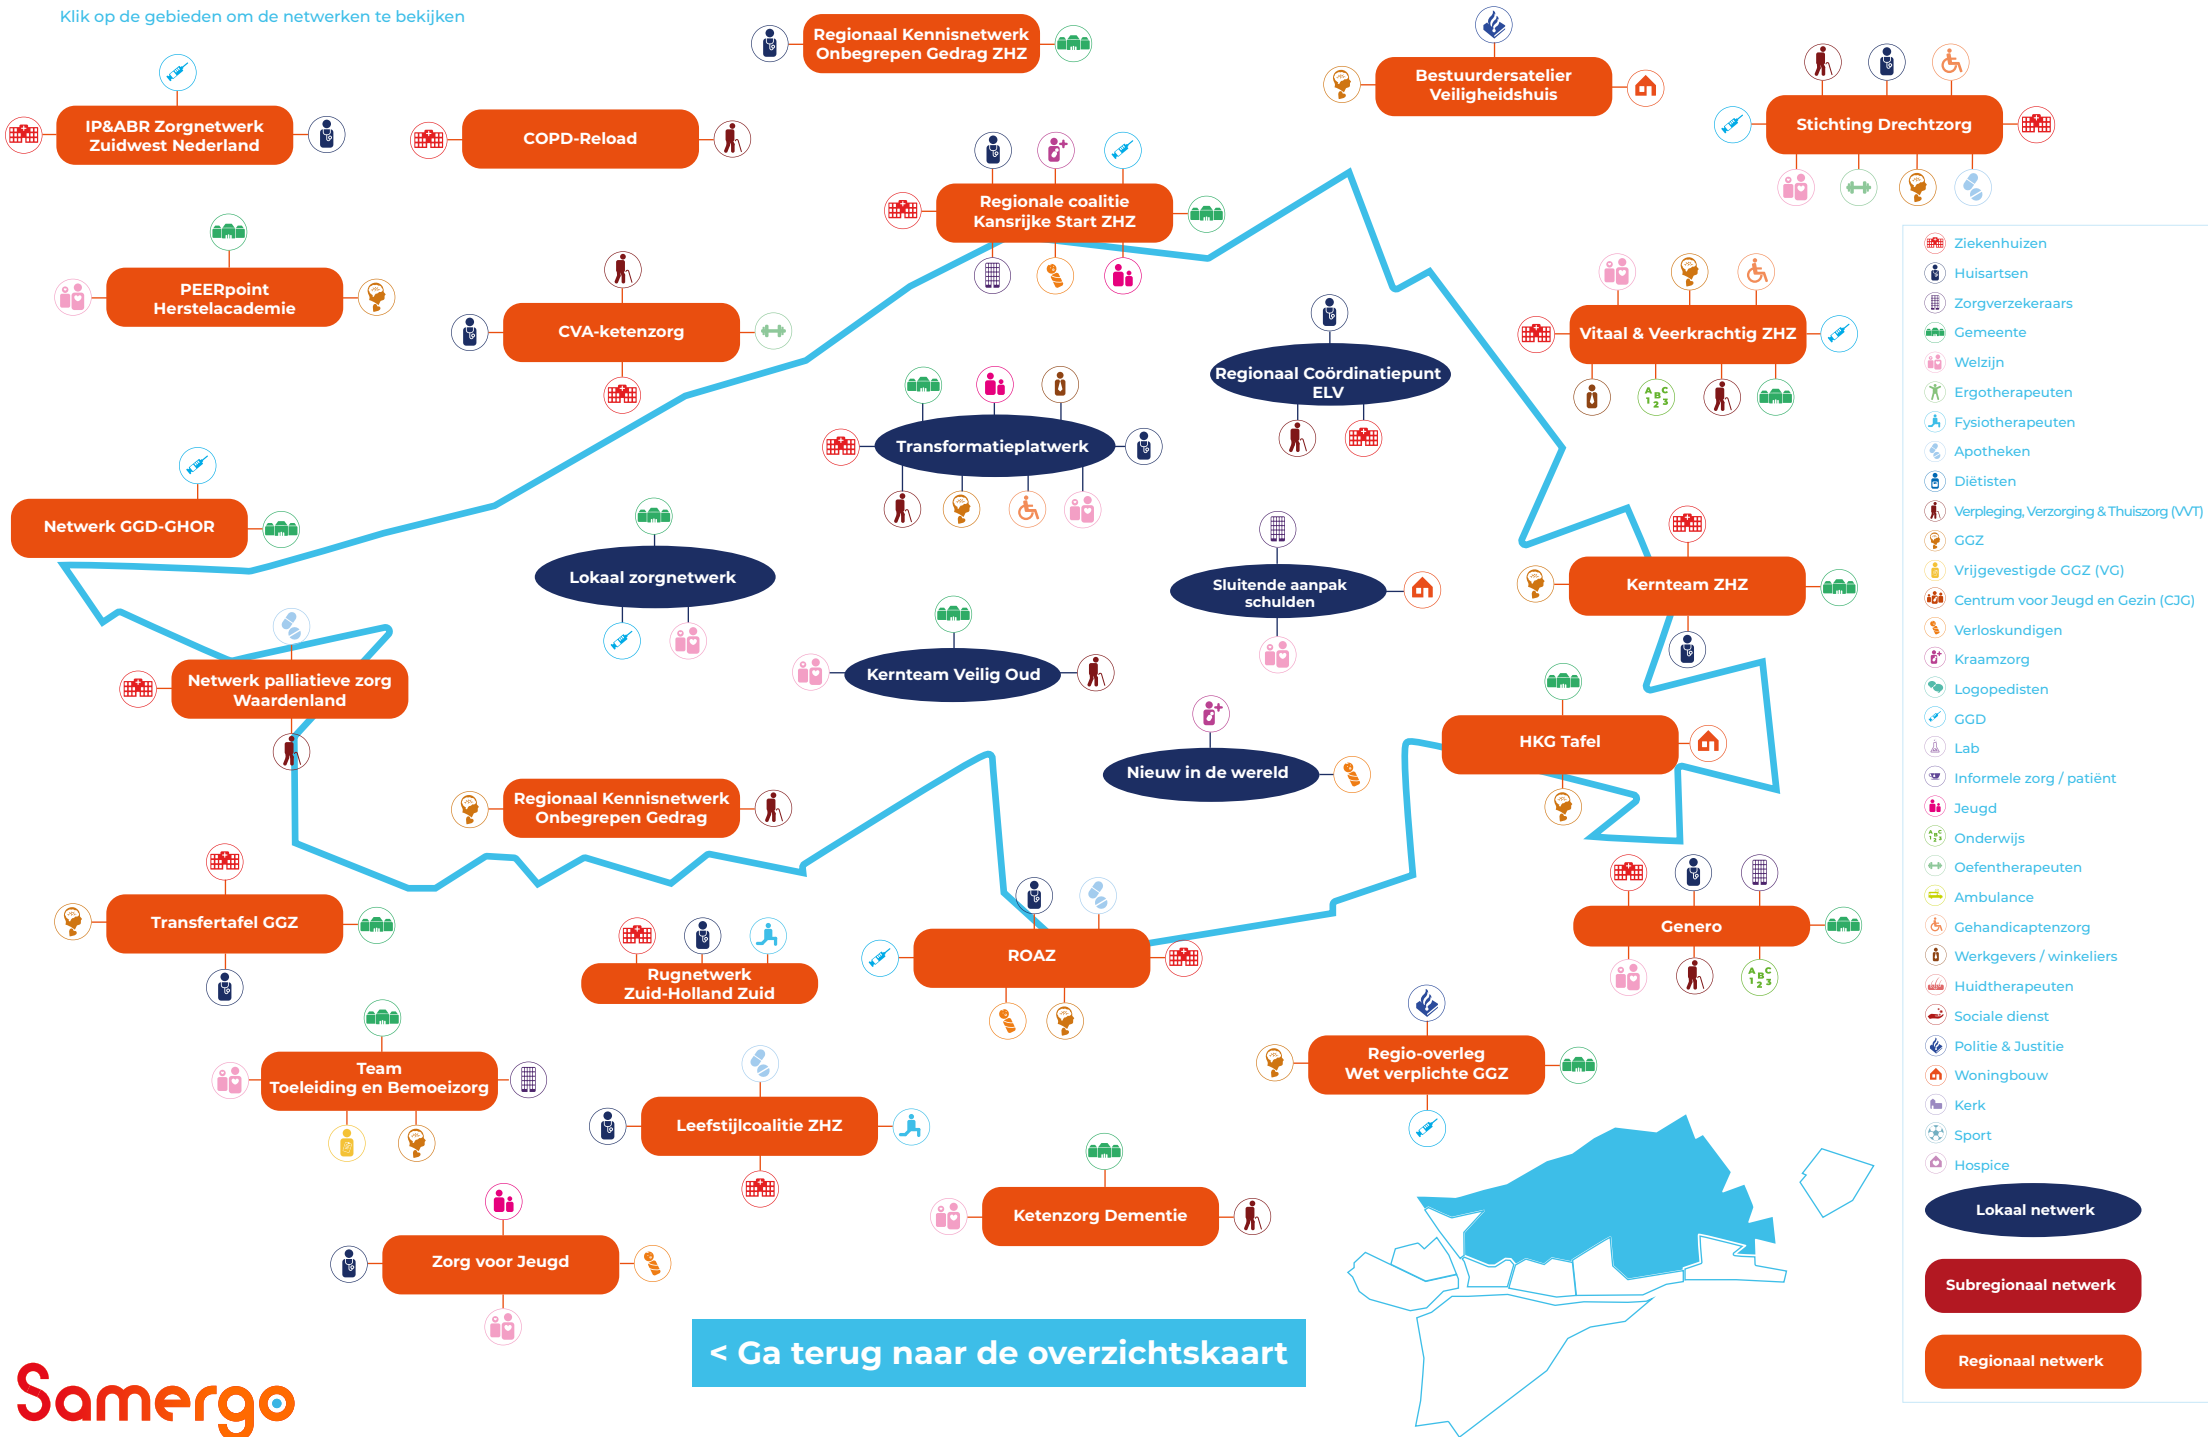 Klik op de gebieden om de netwerken te bekijken
Regionaal Kennisnetwerk
Onbegrepen Gedrag ZHZ
Bestuurdersatelier
Veiligheidshuis
IP&ABR Zorgnetwerk
Zuidwest Nederland
COPD-Reload
Stichting Drechtzorg
Regionale coalitie
Kansrijke Start ZHZ
PEERpoint
Herstelacademie
CVA-ketenzorg
Vitaal & Veerkrachtig ZHZ
Regionaal Coördinatiepunt
ELV
Transformatieplatwerk
Netwerk GGD-GHOR
Lokaal zorgnetwerk
Sluitende aanpak
schulden
Kernteam ZHZ
Kernteam Veilig Oud
Netwerk palliatieve zorg
Waardenland
HKG Tafel
Nieuw in de wereld
Regionaal Kennisnetwerk
Onbegrepen Gedrag
Transfertafel GGZ
Genero
ROAZ
Rugnetwerk
Zuid-Holland Zuid
Regio-overleg
Wet verplichte GGZ
Team
Toeleiding en Bemoeizorg
Leefstijlcoalitie ZHZ
Ketenzorg Dementie
Zorg voor Jeugd
< Ga terug naar de overzichtskaart
Samergo
Ziekenhuizen
Huisartsen
Zorgverzekeraars
Gemeente
Welzijn
Ergotherapeuten
Fysiotherapeuten
Apotheken
Diëtisten
Verpleging, Verzorging & Thuiszorg (VVT)
GGZ
Vrijgevestigde GGZ (VG)
Centrum voor Jeugd en Gezin (CJG)
Verloskundigen
Kraamzorg
Logopedisten
GGD
Lab
Informele zorg / patiënt
Jeugd
Onderwijs
Oefentherapeuten
Ambulance
Gehandicaptenzorg
Werkgevers / winkeliers
Huidtherapeuten
Sociale dienst
Politie & Justitie
Woningbouw
Kerk
Sport
Hospice
Lokaal netwerk
Subregionaal netwerk
Regionaal netwerk